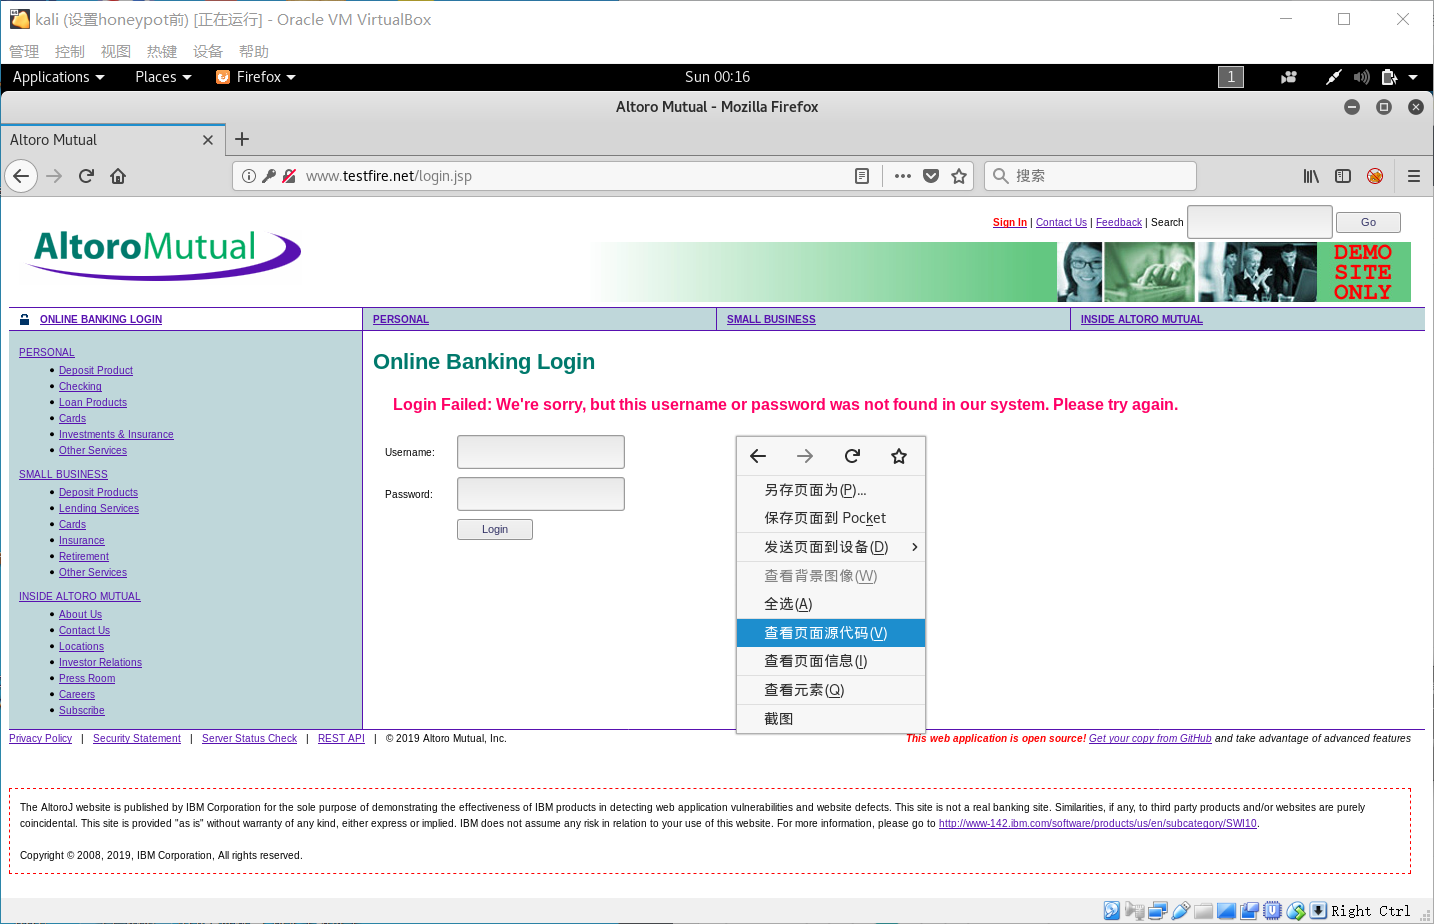 kali (设置honeypot前) [正在运行] - Oracle VM VirtualBox
管理 控制 视图 热键 设备 帮助
Applications Places Firefox Sun 00:16 1
Altoro Mutual - Mozilla Firefox
Altoro Mutual
www.testfire.net/login.jsp 搜索
Sign In | Contact Us | Feedback | Search Go
AltoroMutual
DEMO
SITE
ONLY
ONLINE BANKING LOGIN PERSONAL SMALL BUSINESS INSIDE ALTORO MUTUAL
PERSONAL
Deposit Product
Checking
Loan Products
Cards
Investments & Insurance
Other Services
SMALL BUSINESS
Deposit Products
Lending Services
Cards
Insurance
Retirement
Other Services
INSIDE ALTORO MUTUAL
About Us
Contact Us
Locations
Investor Relations
Press Room
Careers
Subscribe
Online Banking Login
Login Failed: We're sorry, but this username or password was not found in our system. Please try again.
Username:
Password:
Login
另存页面为(P)...
保存页面到 Pocket
发送页面到设备(D)
查看背景图像(W)
全选(A)
查看页面源代码(V)
查看页面信息(I)
查看元素(Q)
截图
Privacy Policy | Security Statement | Server Status Check | REST API | © 2019 Altoro Mutual, Inc.
This web application is open source! Get your copy from GitHub and take advantage of advanced features
The AltoroJ website is published by IBM Corporation for the sole purpose of demonstrating the effectiveness of IBM products in detecting web application vulnerabilities and website defects. This site is not a real banking site. Similarities, if any, to third party products and/or websites are purely
coincidental. This site is provided "as is" without warranty of any kind, either express or implied. IBM does not assume any risk in relation to your use of this website. For more information, please go to http://www-142.ibm.com/software/products/us/en/subcategory/SWI10.
Copyright © 2008, 2019, IBM Corporation, All rights reserved.
Right Ctrl